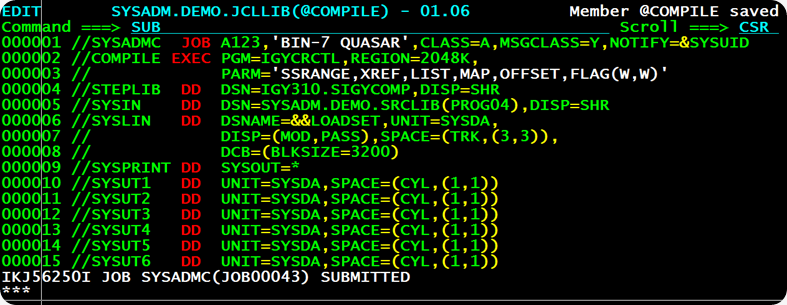 EDIT       SYSADM.DEMO.JCLLIB(@COMPILE) - 01.06           Member @COMPILE saved
Command ===> SUB                                              Scroll ===> CSR
000001 //SYSADMC  JOB A123,'BIN-7 QUASAR',CLASS=A,MSGCLASS=Y,NOTIFY=&SYSUID
000002 //COMPILE EXEC PGM=IGYCRCTL,REGION=2048K,
000003 //             PARM='SSRANGE,XREF,LIST,MAP,OFFSET,FLAG(W,W)'
000004 //STEPLIB  DD  DSN=IGY310.SIGYCOMP,DISP=SHR
000005 //SYSIN    DD  DSN=SYSADM.DEMO.SRCLIB(PROG04),DISP=SHR
000006 //SYSLIN   DD  DSNAME=&&LOADSET,UNIT=SYSDA,
000007 //             DISP=(MOD,PASS),SPACE=(TRK,(3,3)),
000008 //             DCB=(BLKSIZE=3200)
000009 //SYSPRINT DD  SYSOUT=*
000010 //SYSUT1   DD  UNIT=SYSDA,SPACE=(CYL,(1,1))
000011 //SYSUT2   DD  UNIT=SYSDA,SPACE=(CYL,(1,1))
000012 //SYSUT3   DD  UNIT=SYSDA,SPACE=(CYL,(1,1))
000013 //SYSUT4   DD  UNIT=SYSDA,SPACE=(CYL,(1,1))
000014 //SYSUT5   DD  UNIT=SYSDA,SPACE=(CYL,(1,1))
000015 //SYSUT6   DD  UNIT=SYSDA,SPACE=(CYL,(1,1))
IKJ56250I JOB SYSADMC(JOB00043) SUBMITTED
***